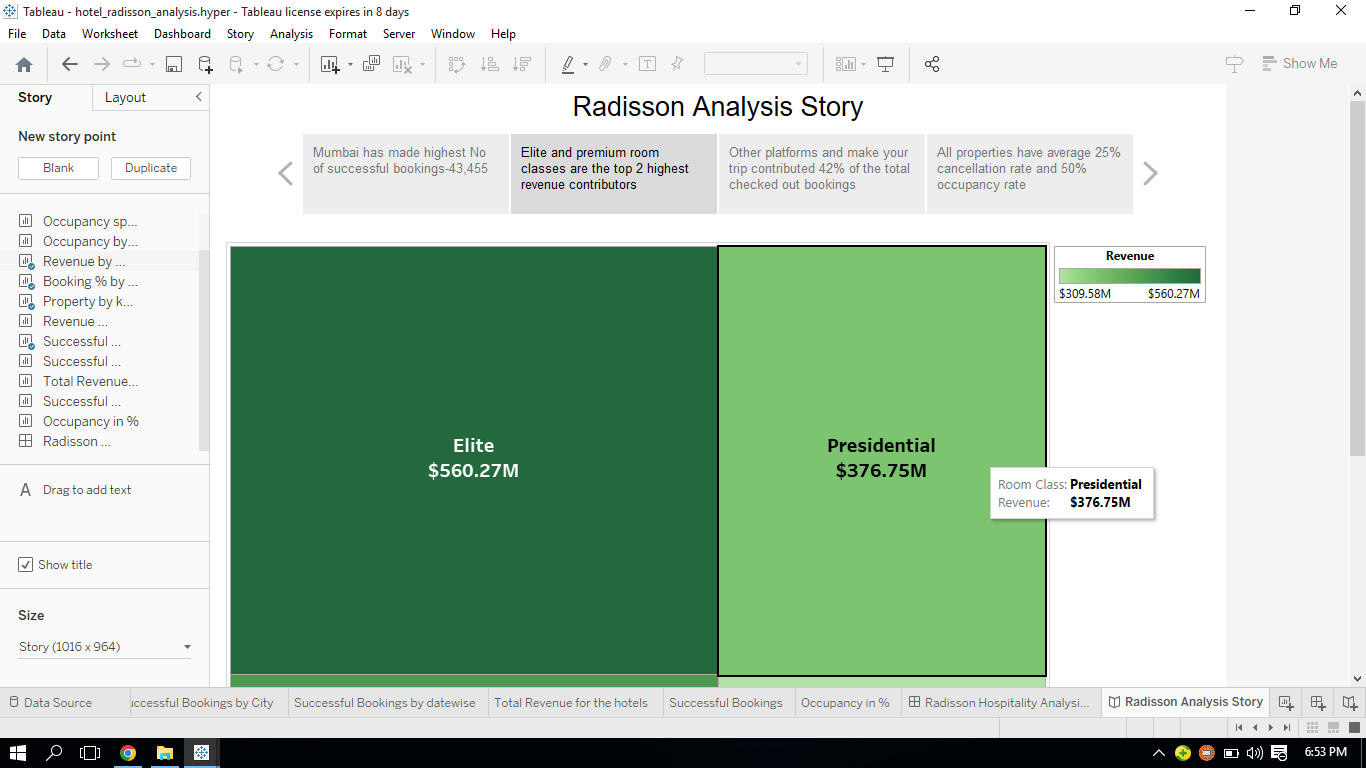 Tableau - hotel_radisson_analysis.hyper - Tableau license expires in 8 days
File Data Worksheet Dashboard Story Analysis Format Server Window Help
Show Me
Story Layout
New story point
Blank Duplicate
Occupancy sp...
Occupancy by...
Revenue by ...
Booking % by ...
Property by k...
Revenue ...
Successful ...
Successful ...
Total Revenue...
Successful ...
Occupancy in %
Radisson ...
A Drag to add text
Show title
Size
Story (1016 x 964)
Radisson Analysis Story
Mumbai has made highest No
of successful bookings-43,455
Elite and premium room
classes are the top 2 highest
revenue contributors
Other platforms and make your
trip contributed 42% of the total
checked out bookings
All properties have average 25%
cancellation rate and 50%
occupancy rate
Elite
$560.27M
Presidential
$376.75M
Room Class: Presidential
Revenue: $376.75M
Revenue
$309.58M $560.27M
Data Source uccessful Bookings by City Successful Bookings by datewise Total Revenue for the hotels Successful Bookings Occupancy in % Radisson Hospitality Analysi... Radisson Analysis Story
6:53 PM